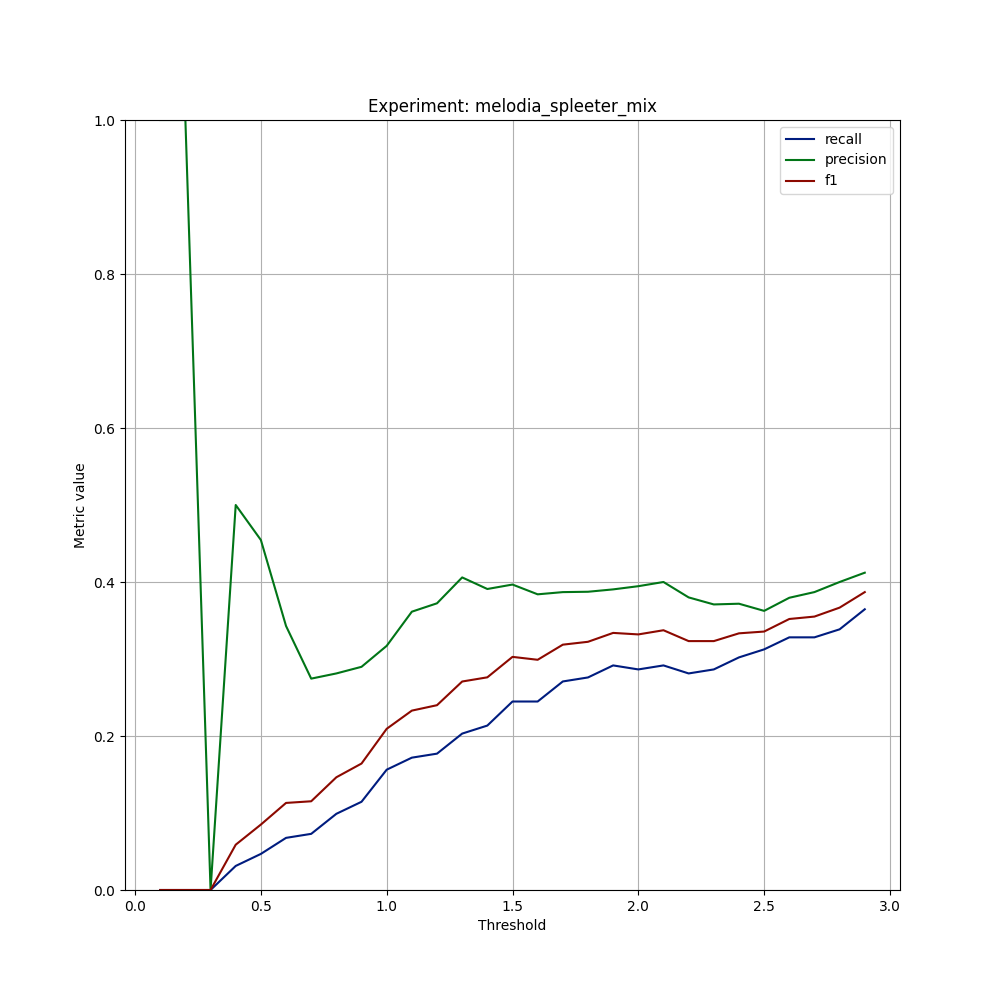 Experiment: melodia_spleeter_mix
recall
precision
f1
1.0
0.8
0.6
0.4
0.2
0.0
Metric value
0.0 0.5 1.0 1.5 2.0 2.5 3.0
Threshold